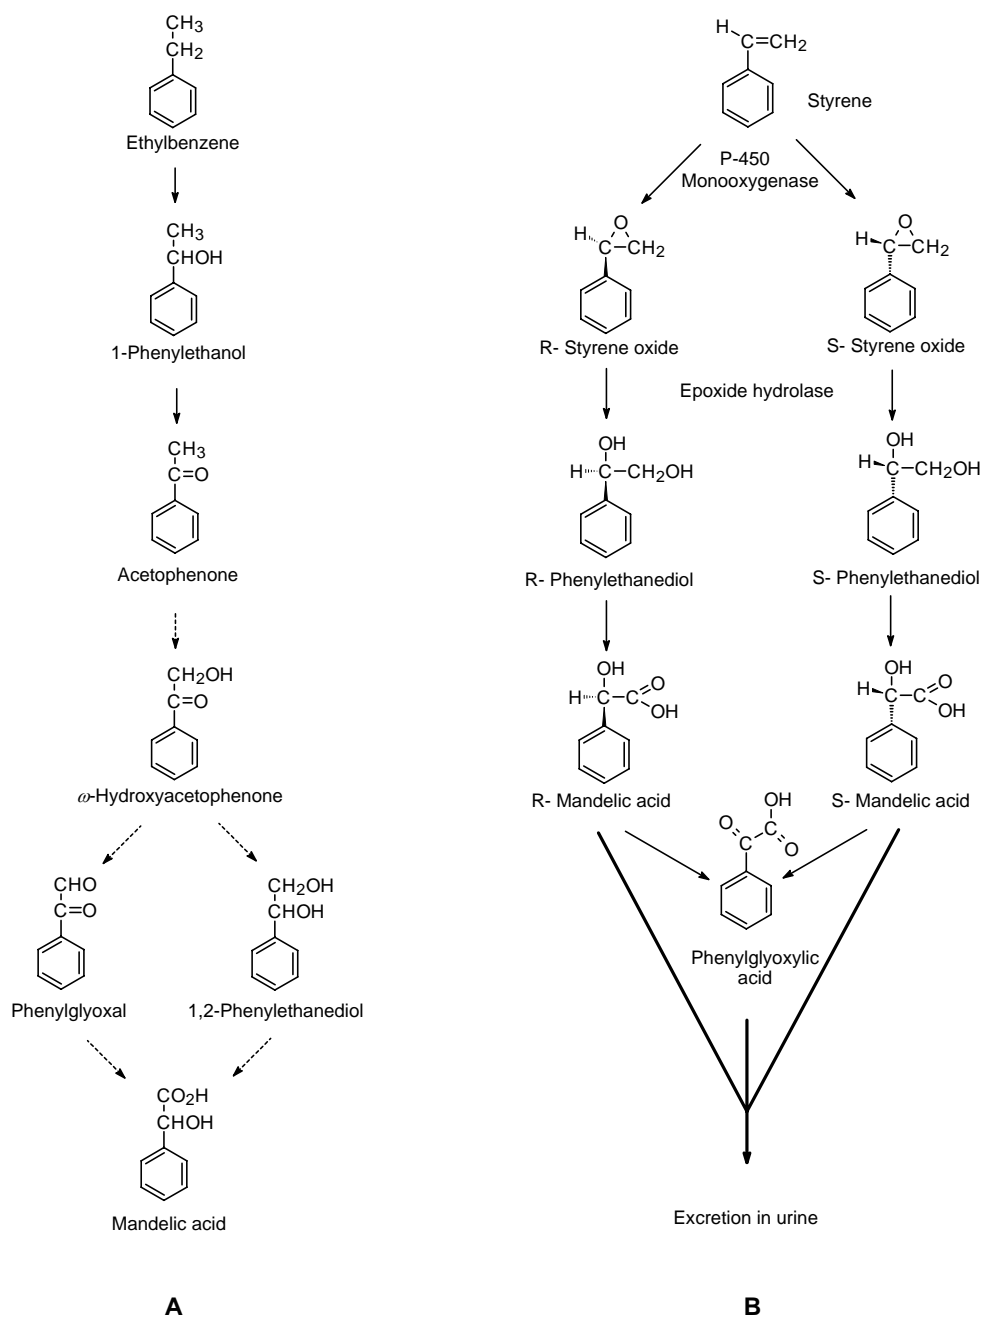 CH3
CH2
Ethylbenzene
CH3
CHOH
1-Phenylethanol
CH3
C=O
Acetophenone
CH2OH
C=O
ω-Hydroxyacetophenone
CHO
C=O
Phenylglyoxal
CH2OH
CHOH
1,2-Phenylethanediol
CO2H
CHOH
Mandelic acid
A
H
C=CH2
Styrene
P-450
Monooxygenase
O
H
C
CH2
R- Styrene oxide
O
H
C
CH2
S- Styrene oxide
Epoxide hydrolase
OH
H
C
CH2OH
R- Phenylethanediol
OH
H
C
CH2OH
S- Phenylethanediol
OH
H
C
C
O
OH
R- Mandelic acid
OH
H
C
C
O
OH
S- Mandelic acid
OH
O
C
C
O
Phenylglyoxylic
acid
Excretion in urine
B